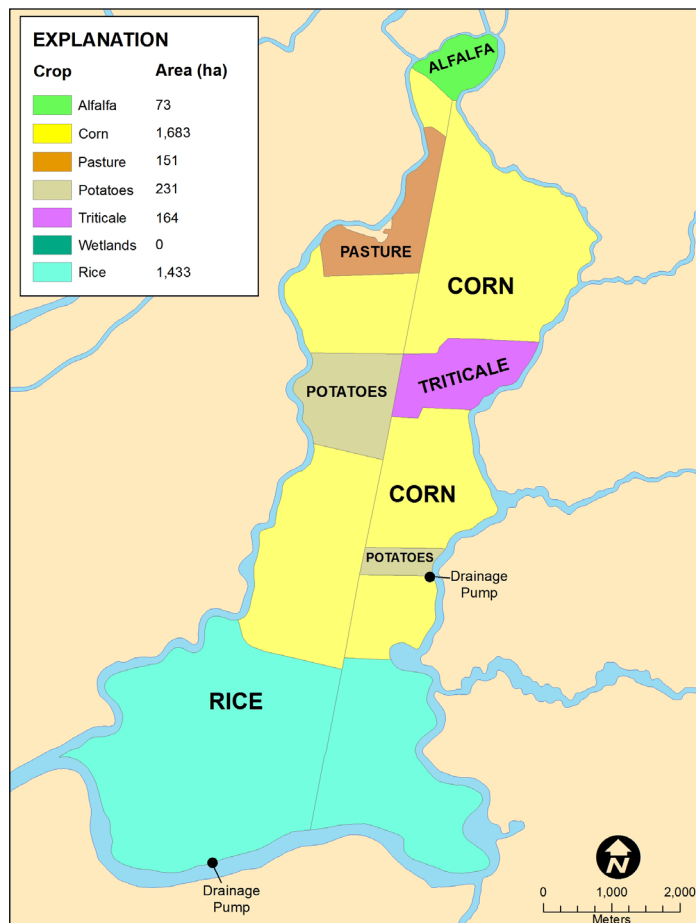 EXPLANATION
Crop Area (ha)
Alfalfa 73
Corn 1,683
Pasture 151
Potatoes 231
Triticale 164
Wetlands 0
Rice 1,433
ALFALFA
PASTURE
CORN
POTATOES
TRITICALE
CORN
POTATOES
Drainage
Pump
RICE
Drainage
Pump
N
0 1,000 2,000
Meters